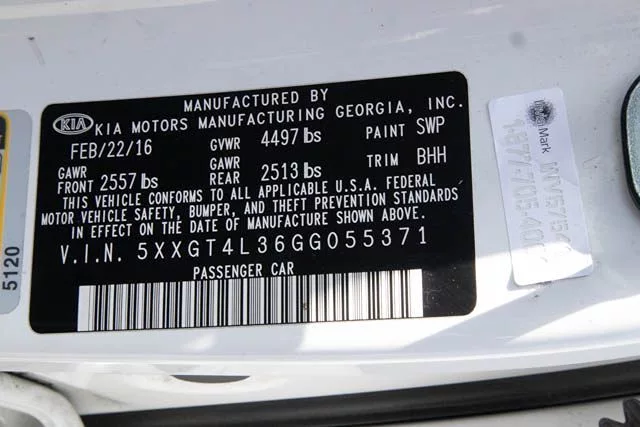 MANUFACTURED BY
KIA KIA MOTORS MANUFACTURING GEORGIA, INC.
FEB/22/16 GVWR 4497 lbs PAINT SWP
GAWR FRONT 2557 lbs GAWR REAR 2513 lbs TRIM BHH
THIS VEHICLE CONFORMS TO ALL APPLICABLE U.S.A. FEDERAL
MOTOR VEHICLE SAFETY, BUMPER, AND THEFT PREVENTION STANDARDS
IN EFFECT ON THE DATE OF MANUFACTURE SHOWN ABOVE.
V.I.N. 5XXGT4L36GG055371
PASSENGER CAR
5120
Mark